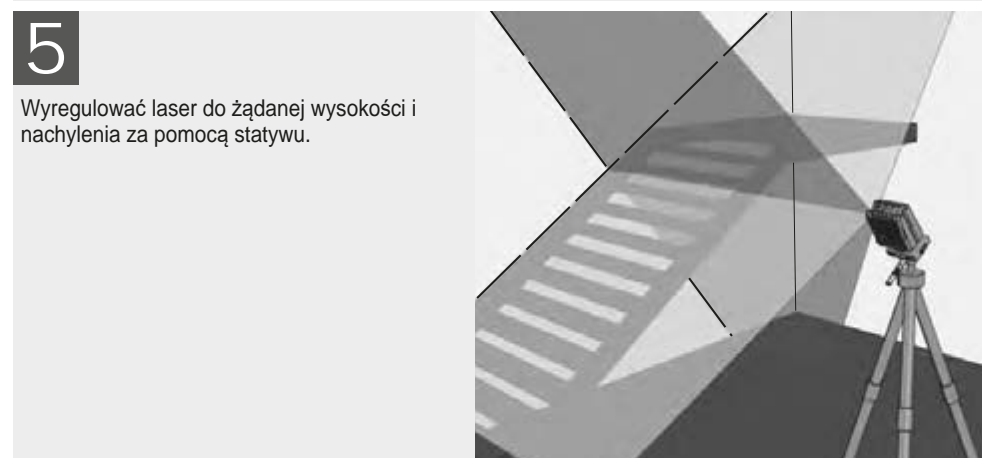 5
Wyregulować laser do żądanej wysokości i
nachylenia za pomocą statywu.